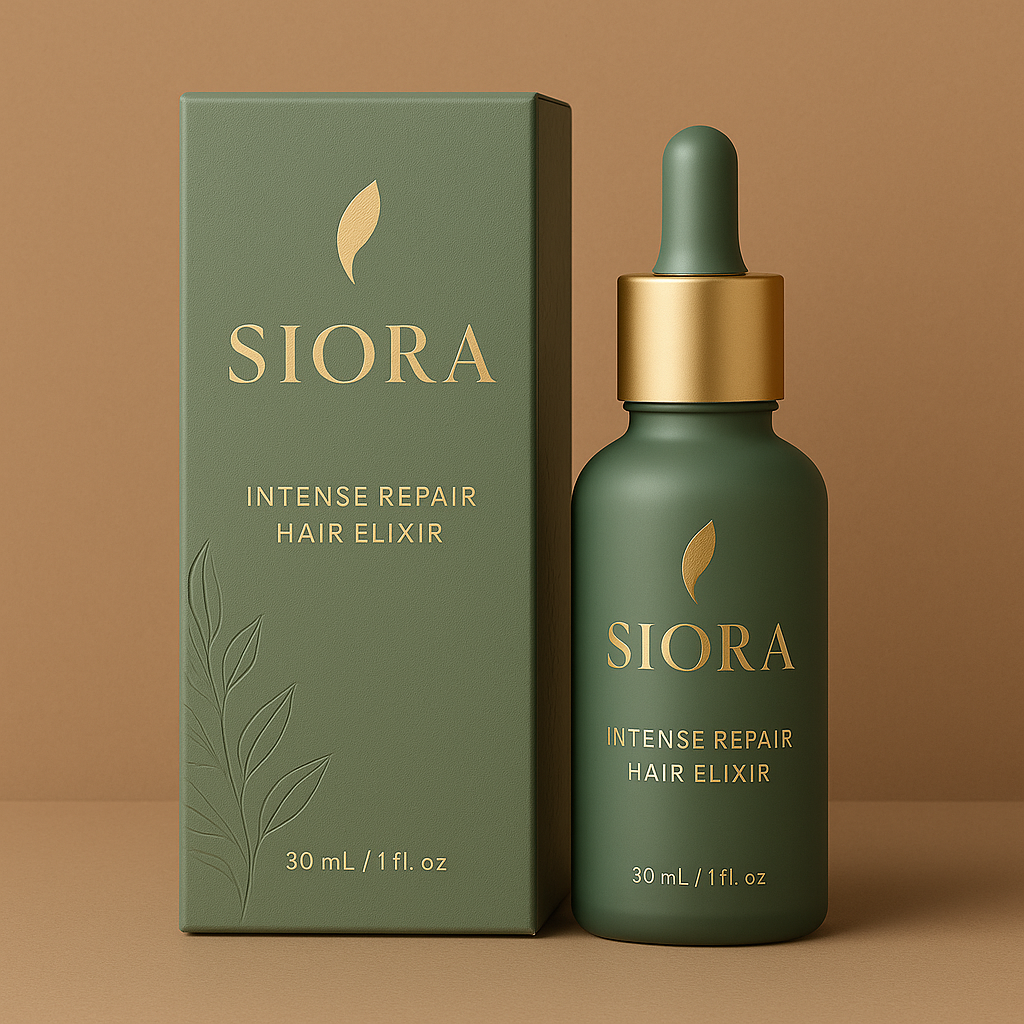 SIORA
INTENSE REPAIR
HAIR ELIXIR
30 mL / 1 fl. oz
SIORA
INTENSE REPAIR
HAIR ELIXIR
30 mL / 1 fl. oz